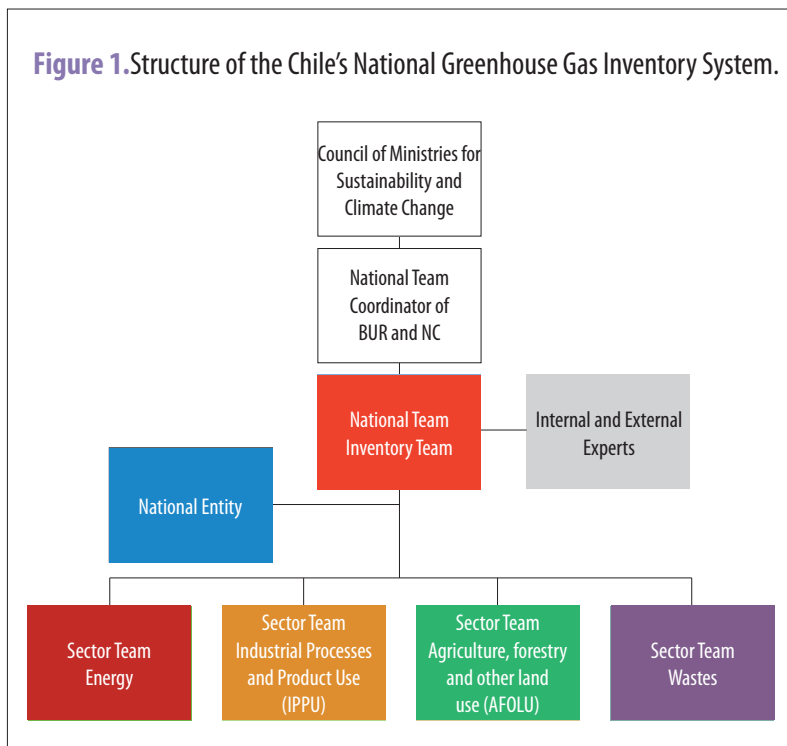 Figure 1.Structure of the Chile's National Greenhouse Gas Inventory System.
Council of Ministries for
Sustainability and
Climate Change
National Team
Coordinator of
BUR and NC
National Team
Inventory Team
Internal and External
Experts
National Entity
Sector Team
Energy
Sector Team
Industrial Processes
and Product Use
(IPPU)
Sector Team
Agriculture, forestry
and other land
use (AFOLU)
Sector Team
Wastes